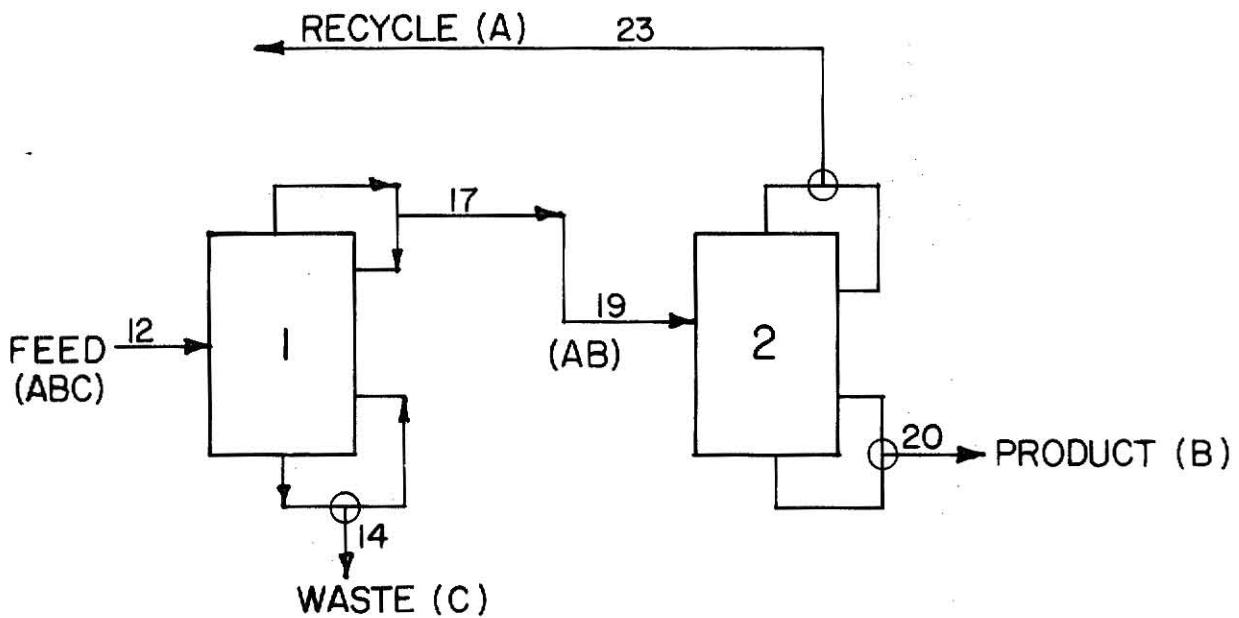 RECYCLE (A) 23
17
12
FEED
(ABC)
1
19
(AB)
2
20
PRODUCT (B)
14
WASTE (C)